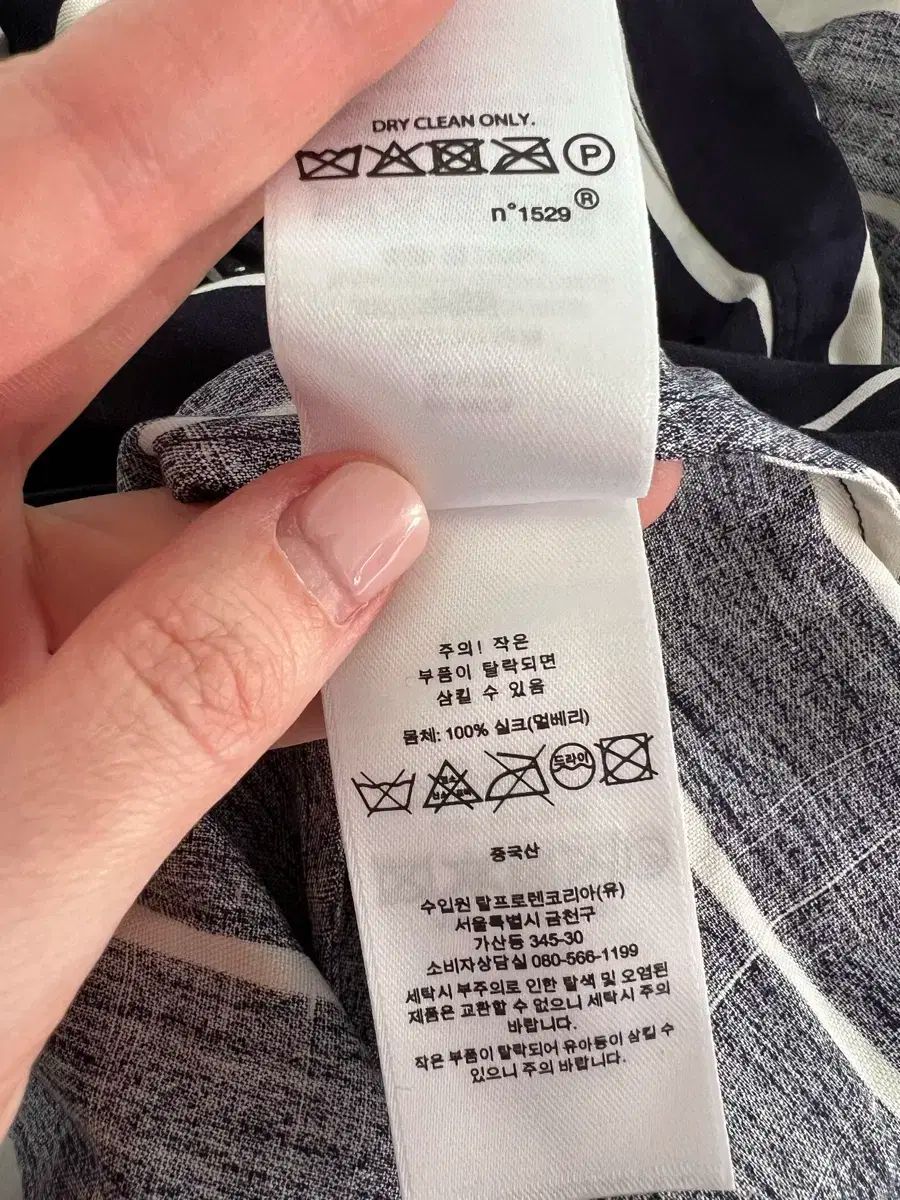 DRY CLEAN ONLY.
P
n°1529®
주의! 작은
부품이 탈락되면
삼킬 수 있음
몸체: 100% 실크(멀베리)
드라이
중국산
수입원 랄프로렌코리아(유)
서울특별시 금천구
가산동 345-30
소비자상담실 080-566-1199
세탁시 부주의로 인한 탈색 및 오염된
제품은 교환할 수 없으니 세탁시 주의
바랍니다.
작은 부품이 탈락되어 유아등이 삼킬 수
있으니 주의 바랍니다.